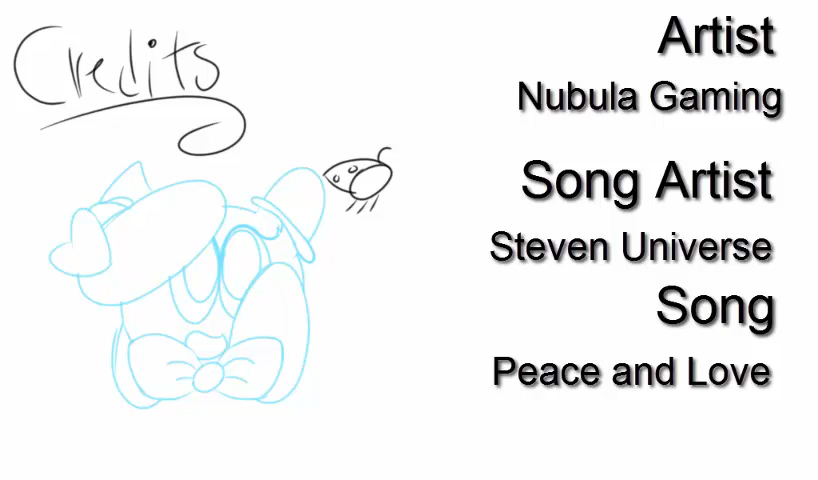 Credits
Artist
Nubula Gaming
Song Artist
Steven Universe
Song
Peace and Love